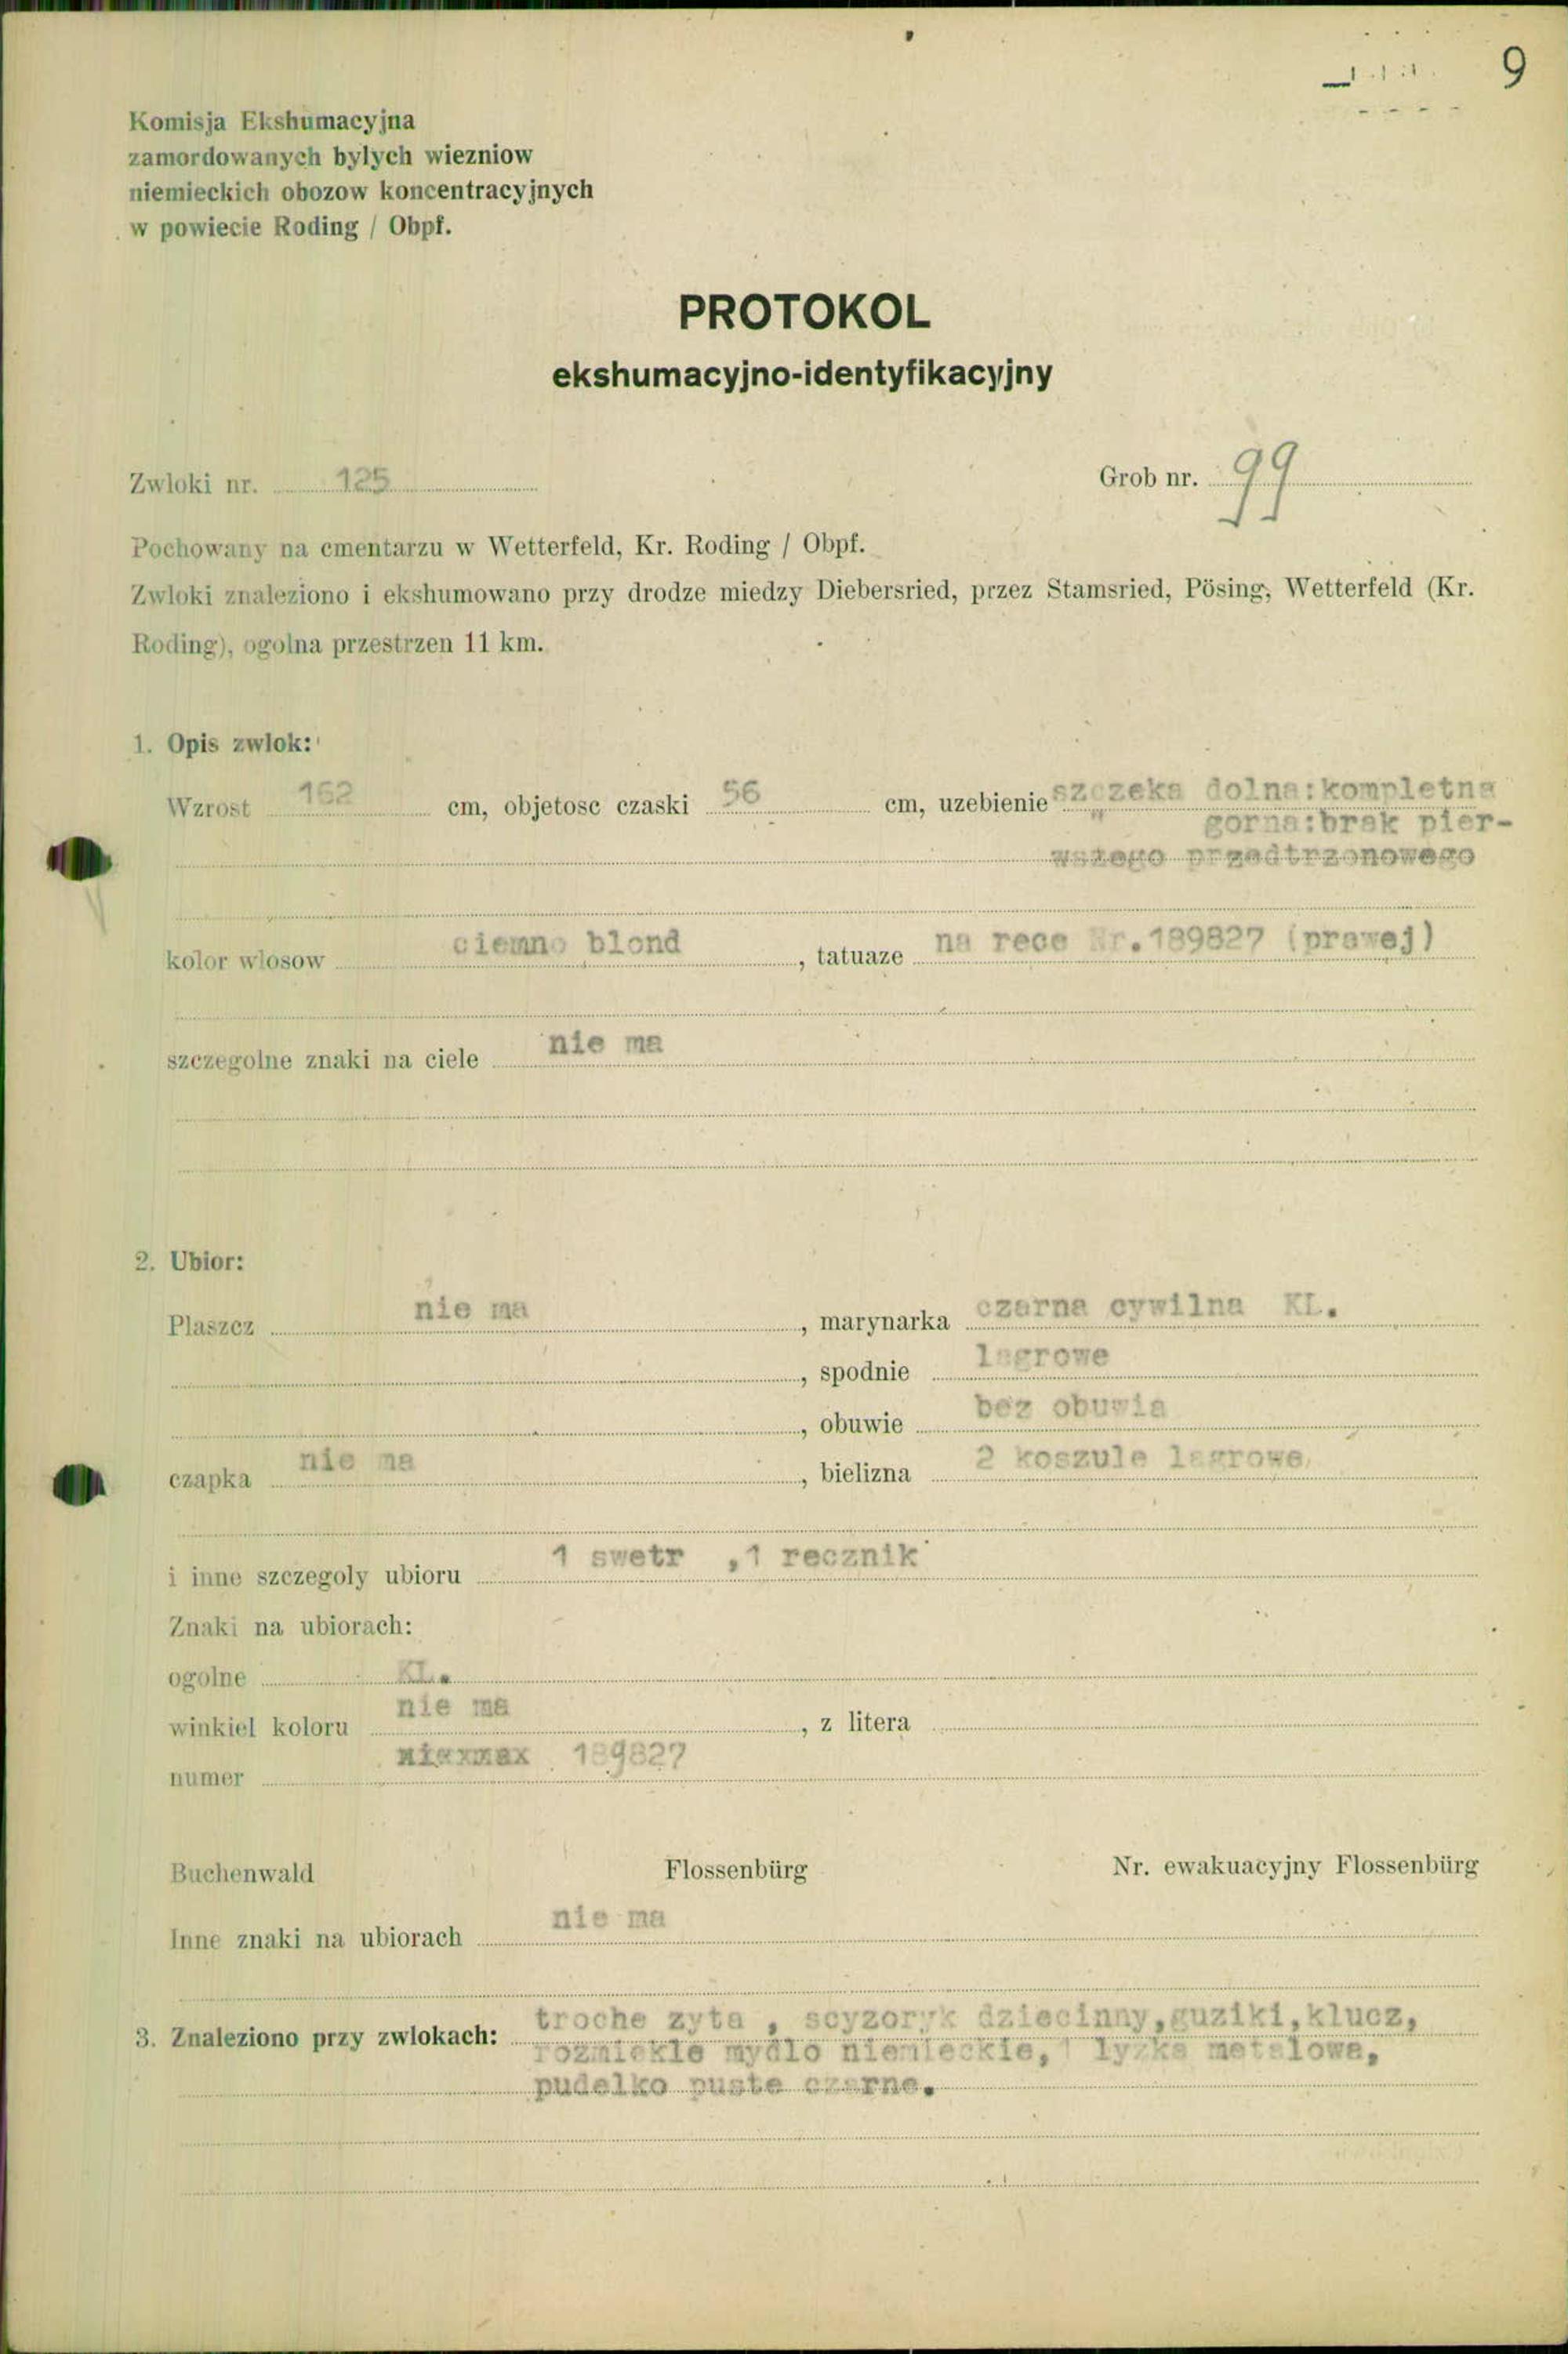 9
Komisja Ekshumacyjna
zamordowanych bylych wiezniow
niemieckich obozow koncentracyjnych
w powiecie Roding / Obpf.
PROTOKOL
ekshumacyjno-identyfikacyjny
Zwloki nr. 125 Grob nr. 99
Pochowany na cmentarzu w Wetterfeld, Kr. Roding / Obpf.
Zwloki znaleziono i ekshumowano przy drodze miedzy Diebersried, przez Stamsried, Pösing, Wetterfeld (Kr.
Roding), ogolna przestrzen 11 km.
1. Opis zwlok:
Wzrost 162 cm, objetosc czaski 56 cm, uzebienie szczeka dolna:kompletna
" gorna:brak pier-
wszego przedtrzonowego
kolor wlosow ciemno blond, tatuaze na rece Nr.189827 (prawej)
szczegolne znaki na ciele nie ma
2. Ubior:
Plaszcz nie ma, marynarka czarna cywilna KL.
, spodnie lagrowe
, obuwie bez obuwia
czapka nie ma, bielizna 2 koszule lagrowe
i inne szczegoly ubioru 1 swetr ,1 recznik
Znaki na ubiorach:
ogolne KL.
winkiel koloru nie ma, z litera
numer 189827
Buchenwald Flossenbürg Nr. ewakuacyjny Flossenbürg
Inne znaki na ubiorach nie ma
3. Znaleziono przy zwlokach: troche zyta , scyzoryk dziecinny,guziki,klucz,
rozmiekle mydlo niemieckie, 1 lyzka metalowa,
pudelko puste czarne.